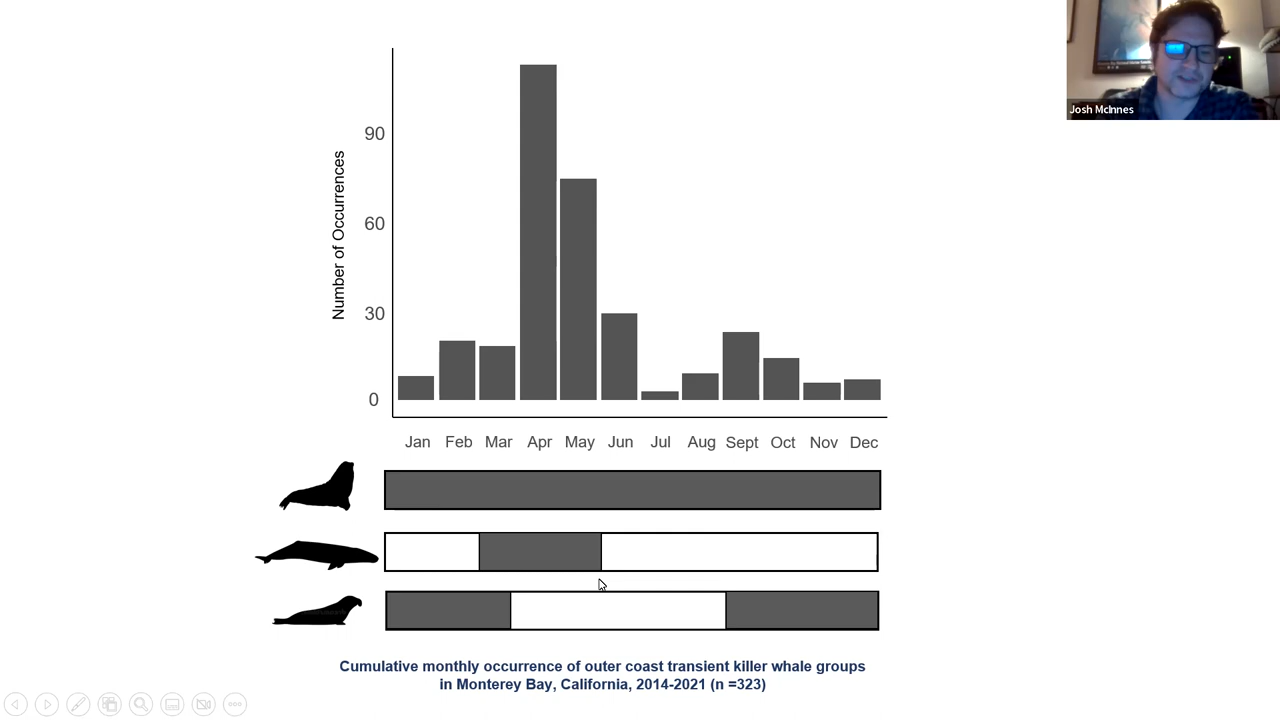 Josh McInnes
Number of Occurrences
90
60
30
0
Jan Feb Mar Apr May Jun Jul Aug Sept Oct Nov Dec
Cumulative monthly occurrence of outer coast transient killer whale groups
in Monterey Bay, California, 2014-2021 (n =323)